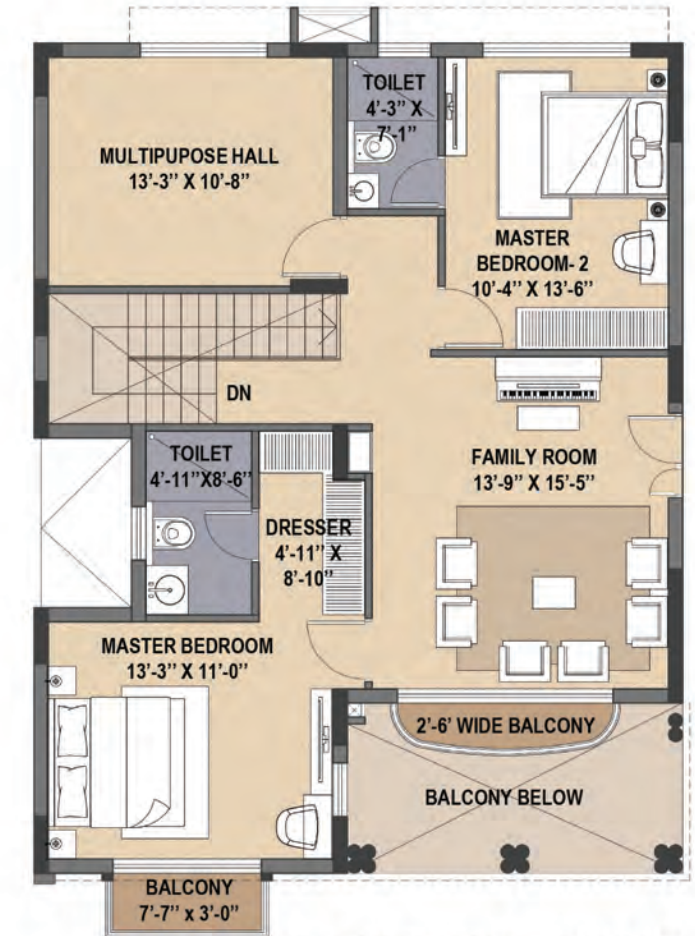 TOILET
4'-3'' X
7'-1''
MULTIPUPOSE HALL
13'-3'' X 10'-8''
MASTER
BEDROOM- 2
10'-4'' X 13'-6''
DN
TOILET
4'-11''X8'-6''
FAMILY ROOM
13'-9'' X 15'-5''
DRESSER
4'-11'' X
8'-10''
MASTER BEDROOM
13'-3'' X 11'-0''
2'-6' WIDE BALCONY
BALCONY BELOW
BALCONY
7'-7'' x 3'-0''